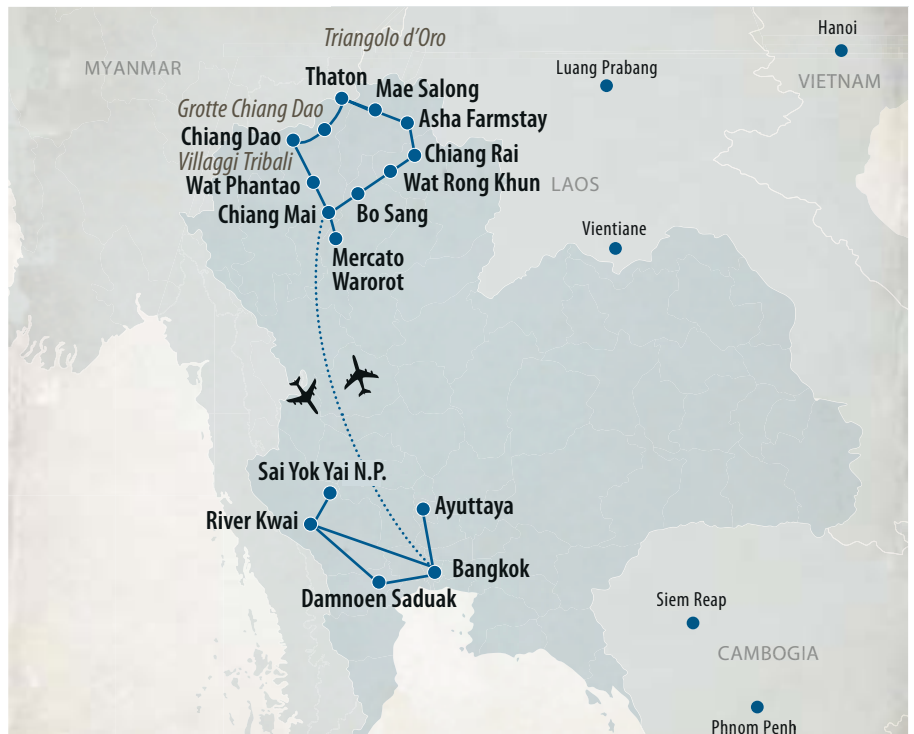 Hanoi
Triangolo d'Oro
MYANMAR
Luang Prabang
VIETNAM
Thaton
Mae Salong
Grotte Chiang Dao
Asha Farmstay
Chiang Dao
Chiang Rai
Villaggi Tribali
Wat Rong Khun
Wat Phantao
LAOS
Chiang Mai
Bo Sang
Vientiane
Mercato
Warorot
Sai Yok Yai N.P.
Ayuttaya
River Kwai
Bangkok
Damnoen Saduak
Siem Reap
CAMBOGIA
Phnom Penh